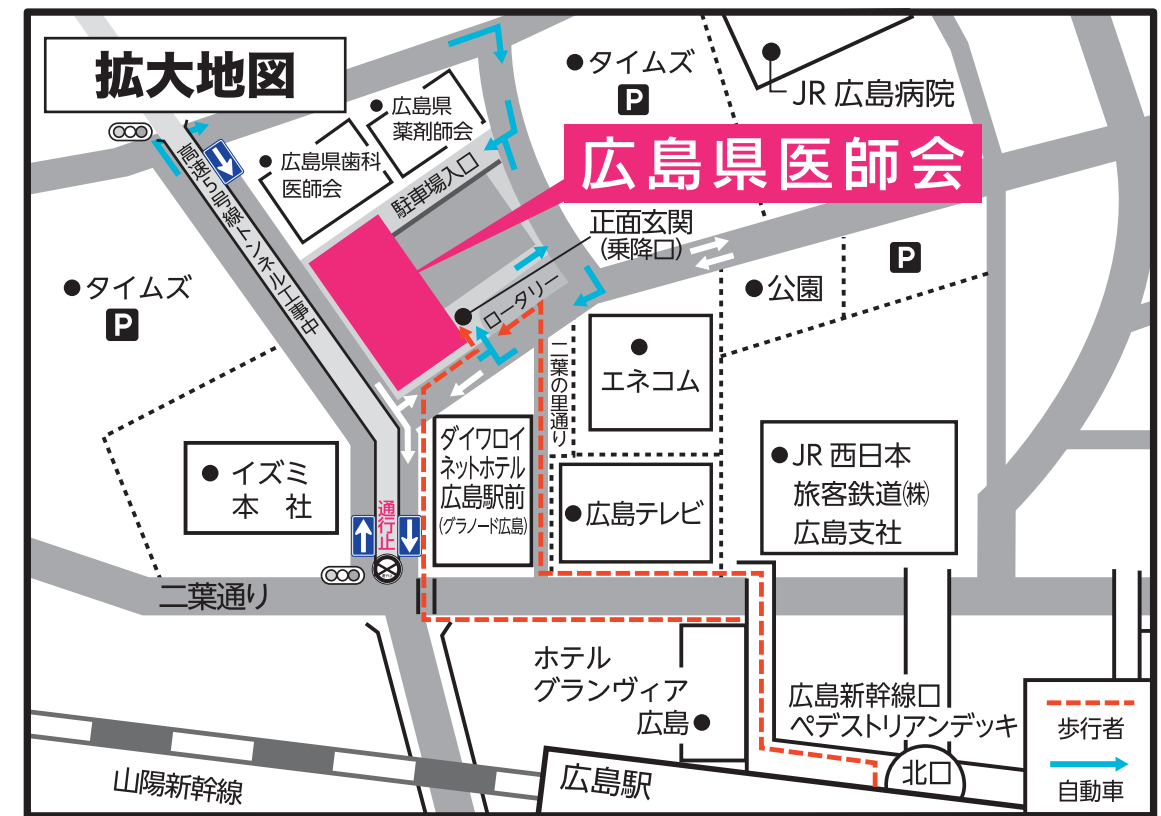 拡大地図
タイムズ
P
JR 広島病院
広島県
薬剤師会
広島県歯科
医師会
広島県医師会
駐車場入口
高速5号線トンネル工事中
正面玄関
(乗降口)
P
タイムズ
P
公園
ロータリー
二葉の里通り
エネコム
ダイワロイ
ネットホテル
広島駅前
(グラノード広島)
JR 西日本
旅客鉄道㈱
広島支社
イズミ
本 社
広島テレビ
通行止
二葉通り
ホテル
グランヴィア
広島
広島新幹線口
ペデストリアンデッキ
歩行者
自動車
北口
広島駅
山陽新幹線